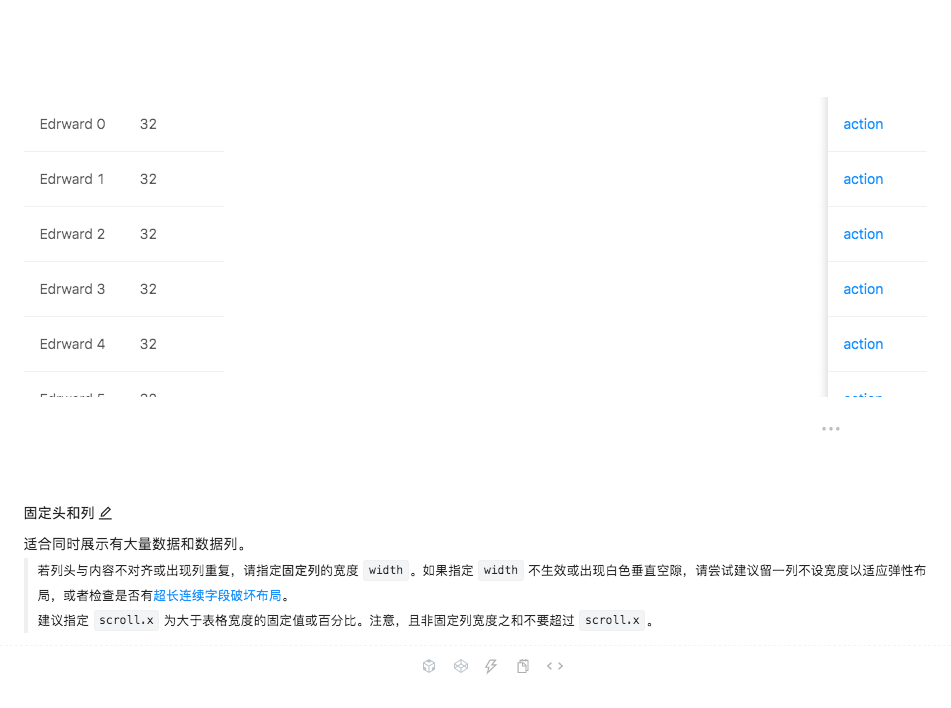 Edrward 0 32 action
Edrward 1 32 action
Edrward 2 32 action
Edrward 3 32 action
Edrward 4 32 action
Edrward 5 32 action
固定头和列
适合同时展示有大量数据和数据列。
若列头与内容不对齐或出现列重复，请指定固定列的宽度 width 。如果指定 width 不生效或出现白色垂直空隙，请尝试建议留一列不设宽度以适应弹性布
局，或者检查是否有超长连续字段破坏布局。
建议指定 scroll.x 为大于表格宽度的固定值或百分比。注意，且非固定列宽度之和不要超过 scroll.x 。